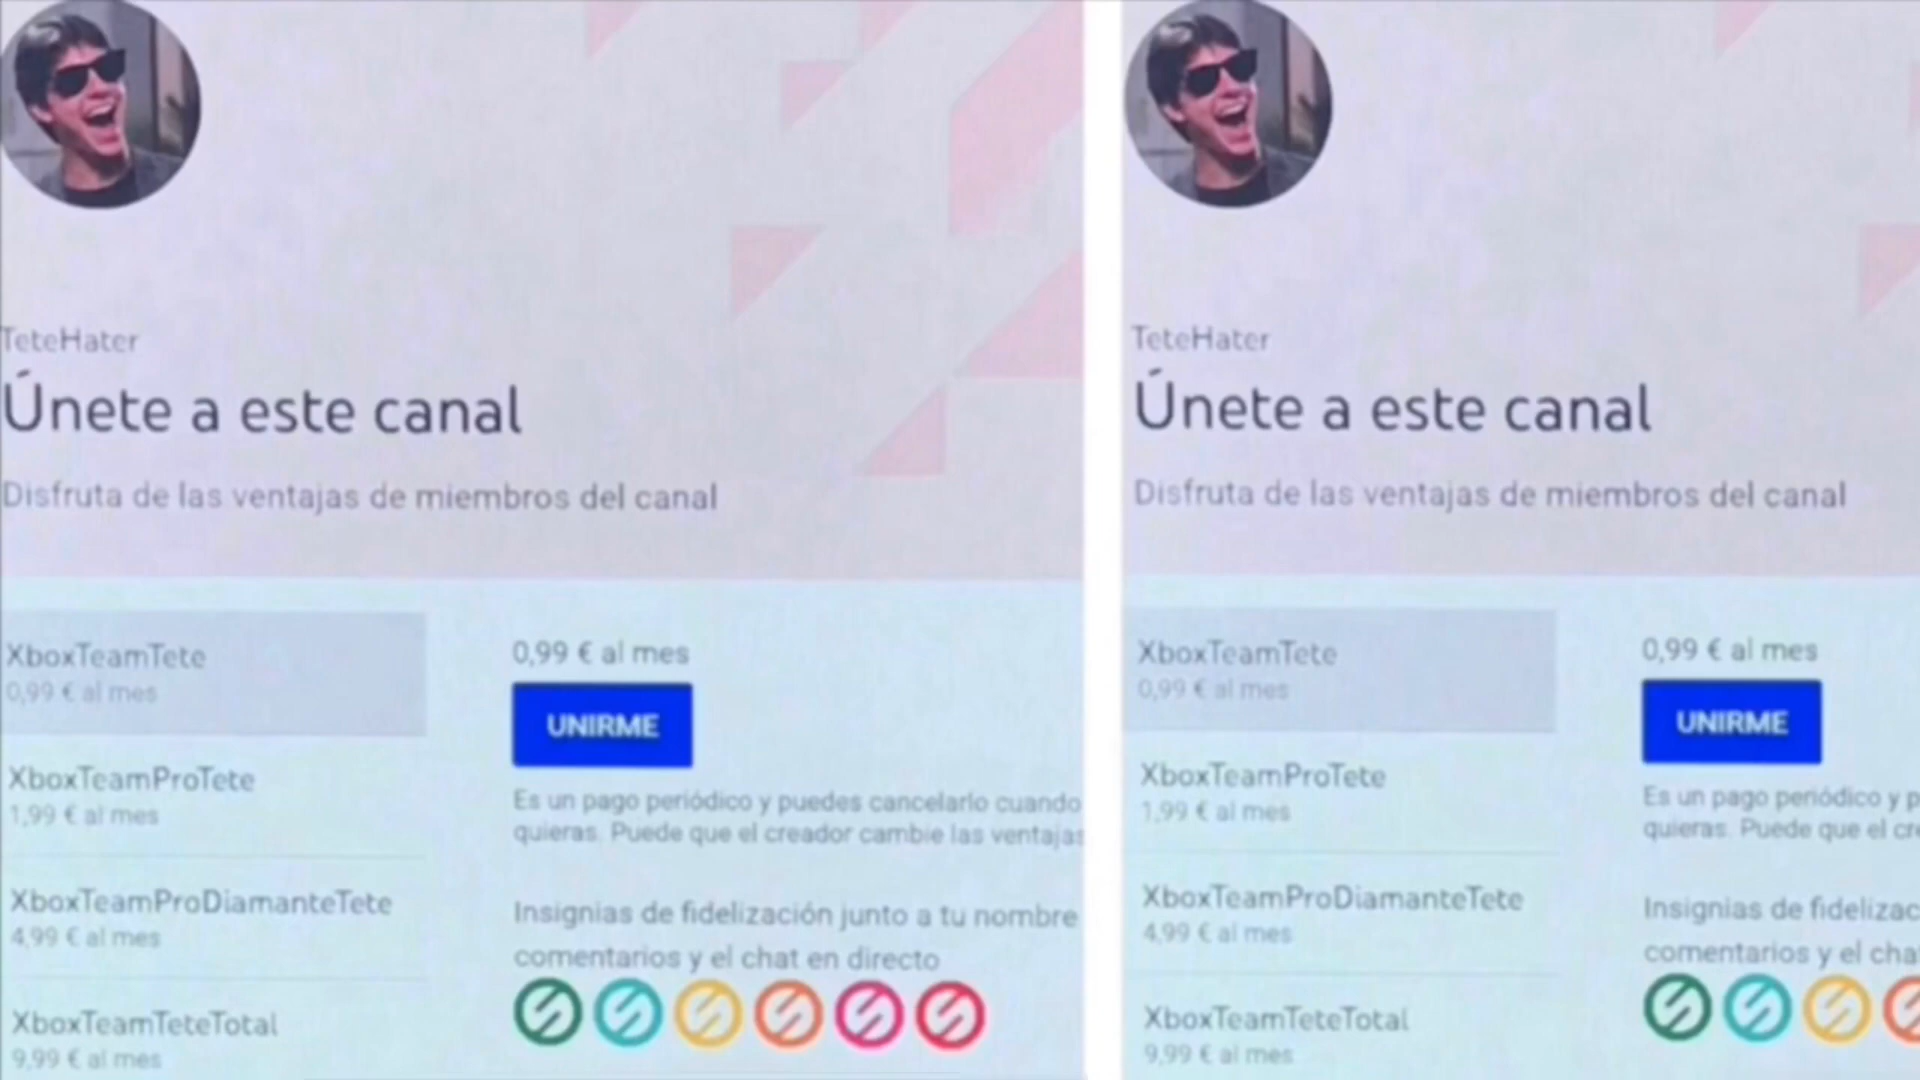 TeteHater
Únete a este canal
Disfruta de las ventajas de miembros del canal
XboxTeamTete
0,99 € al mes
XboxTeamProTete
1,99 € al mes
XboxTeamProDiamanteTete
4,99 € al mes
XboxTeamTeteTotal
9,99 € al mes
0,99 € al mes
UNIRME
Es un pago periódico y puedes cancelarlo cuando
quieras. Puede que el creador cambie las ventajas
Insignias de fidelización junto a tu nombre
comentarios y el chat en directo
TeteHater
Únete a este canal
Disfruta de las ventajas de miembros del canal
XboxTeamTete
0,99 € al mes
XboxTeamProTete
1,99 € al mes
XboxTeamProDiamanteTete
4,99 € al mes
XboxTeamTeteTotal
9,99 € al mes
0,99 € al mes
UNIRME
Es un pago periódico y p
quieras. Puede que el cre
Insignias de fidelizac
comentarios y el cha